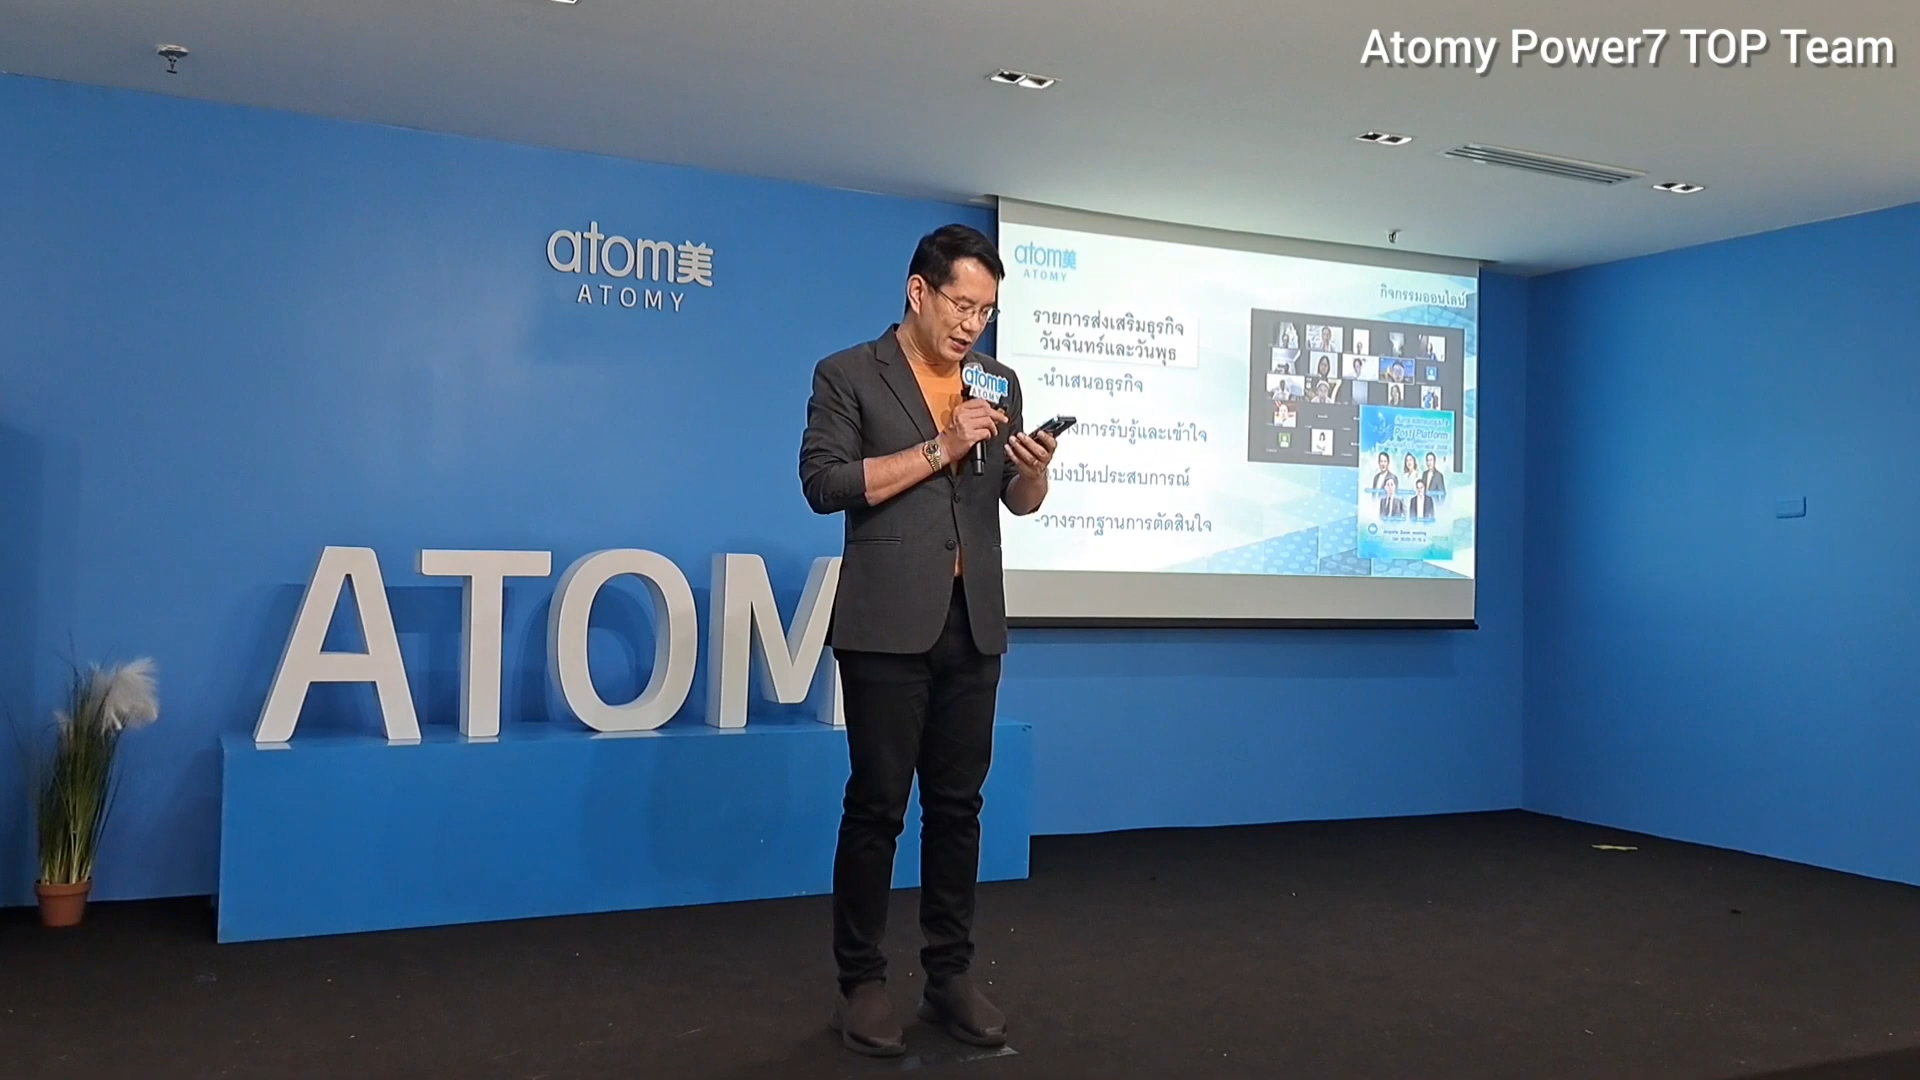 Atomy Power7 TOP Team
atom美
ATOMY
atom美
ATOMY
กิจกรรมออนไลน์
รายการส่งเสริมธุรกิจ
วันจันทร์และวันพุธ
-นำเสนอธุรกิจ
การรับรู้และเข้าใจ
แบ่งปันประสบการณ์
-วางรากฐานการตัดสินใจ
Post Platform
atom美
ATOMY
ATOM